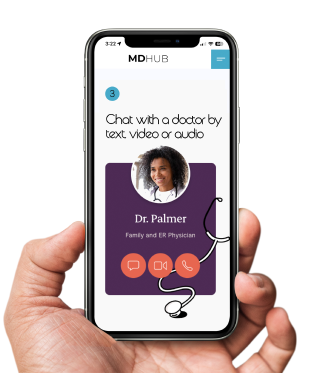 3:22
MDHUB
3
Chat with a doctor by
text, video or audio
Dr. Palmer
Family and ER Physician